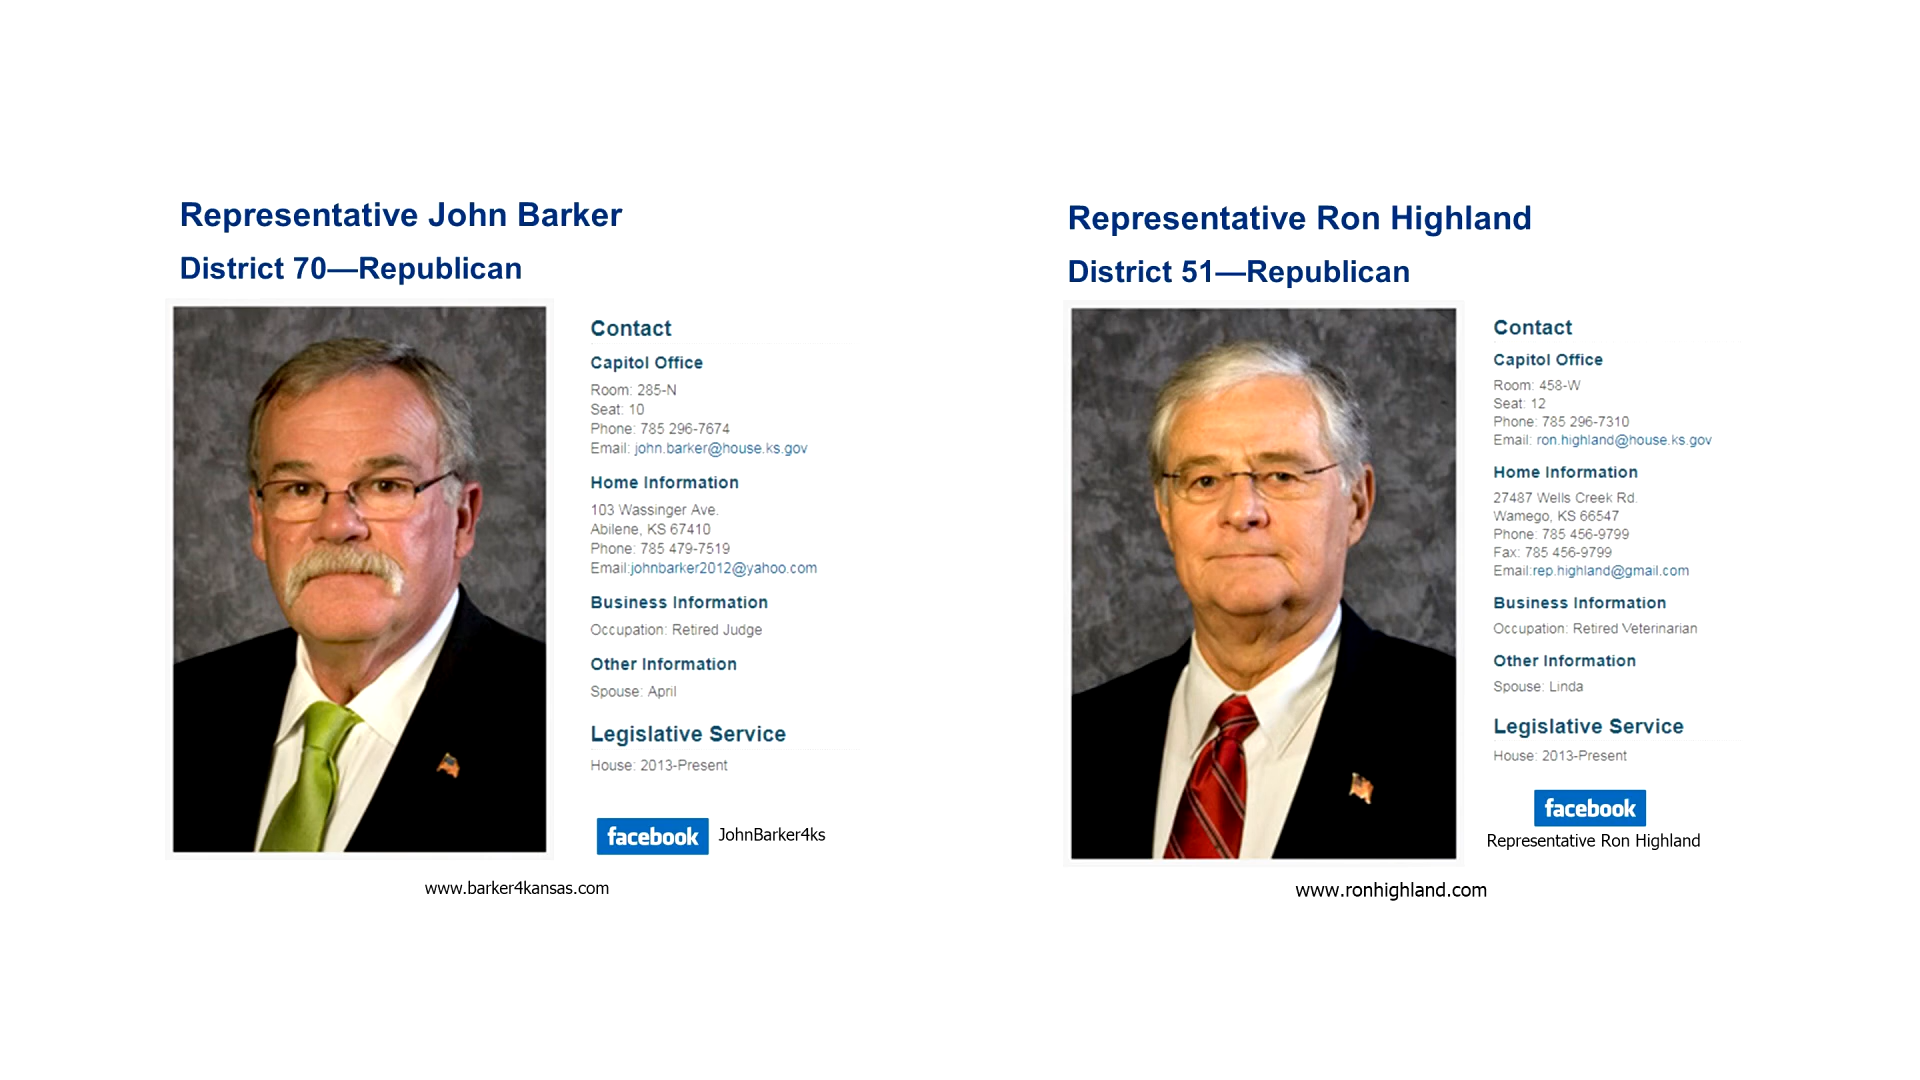 Representative John Barker
District 70—Republican
Contact
Capitol Office
Room: 285-N
Seat: 10
Phone: 785 296-7674
Email: john.barker@house.ks.gov
Home Information
103 Wassinger Ave.
Abilene, KS 67410
Phone: 785 479-7519
Email:johnbarker2012@yahoo.com
Business Information
Occupation: Retired Judge
Other Information
Spouse: April
Legislative Service
House: 2013-Present
facebook JohnBarker4ks
www.barker4kansas.com
Representative Ron Highland
District 51—Republican
Contact
Capitol Office
Room: 458-W
Seat: 12
Phone: 785 296-7310
Email: ron.highland@house.ks.gov
Home Information
27487 Wells Creek Rd.
Wamego, KS 66547
Phone: 785 456-9799
Fax: 785 456-9799
Email:rep.highland@gmail.com
Business Information
Occupation: Retired Veterinarian
Other Information
Spouse: Linda
Legislative Service
House: 2013-Present
facebook
Representative Ron Highland
www.ronhighland.com